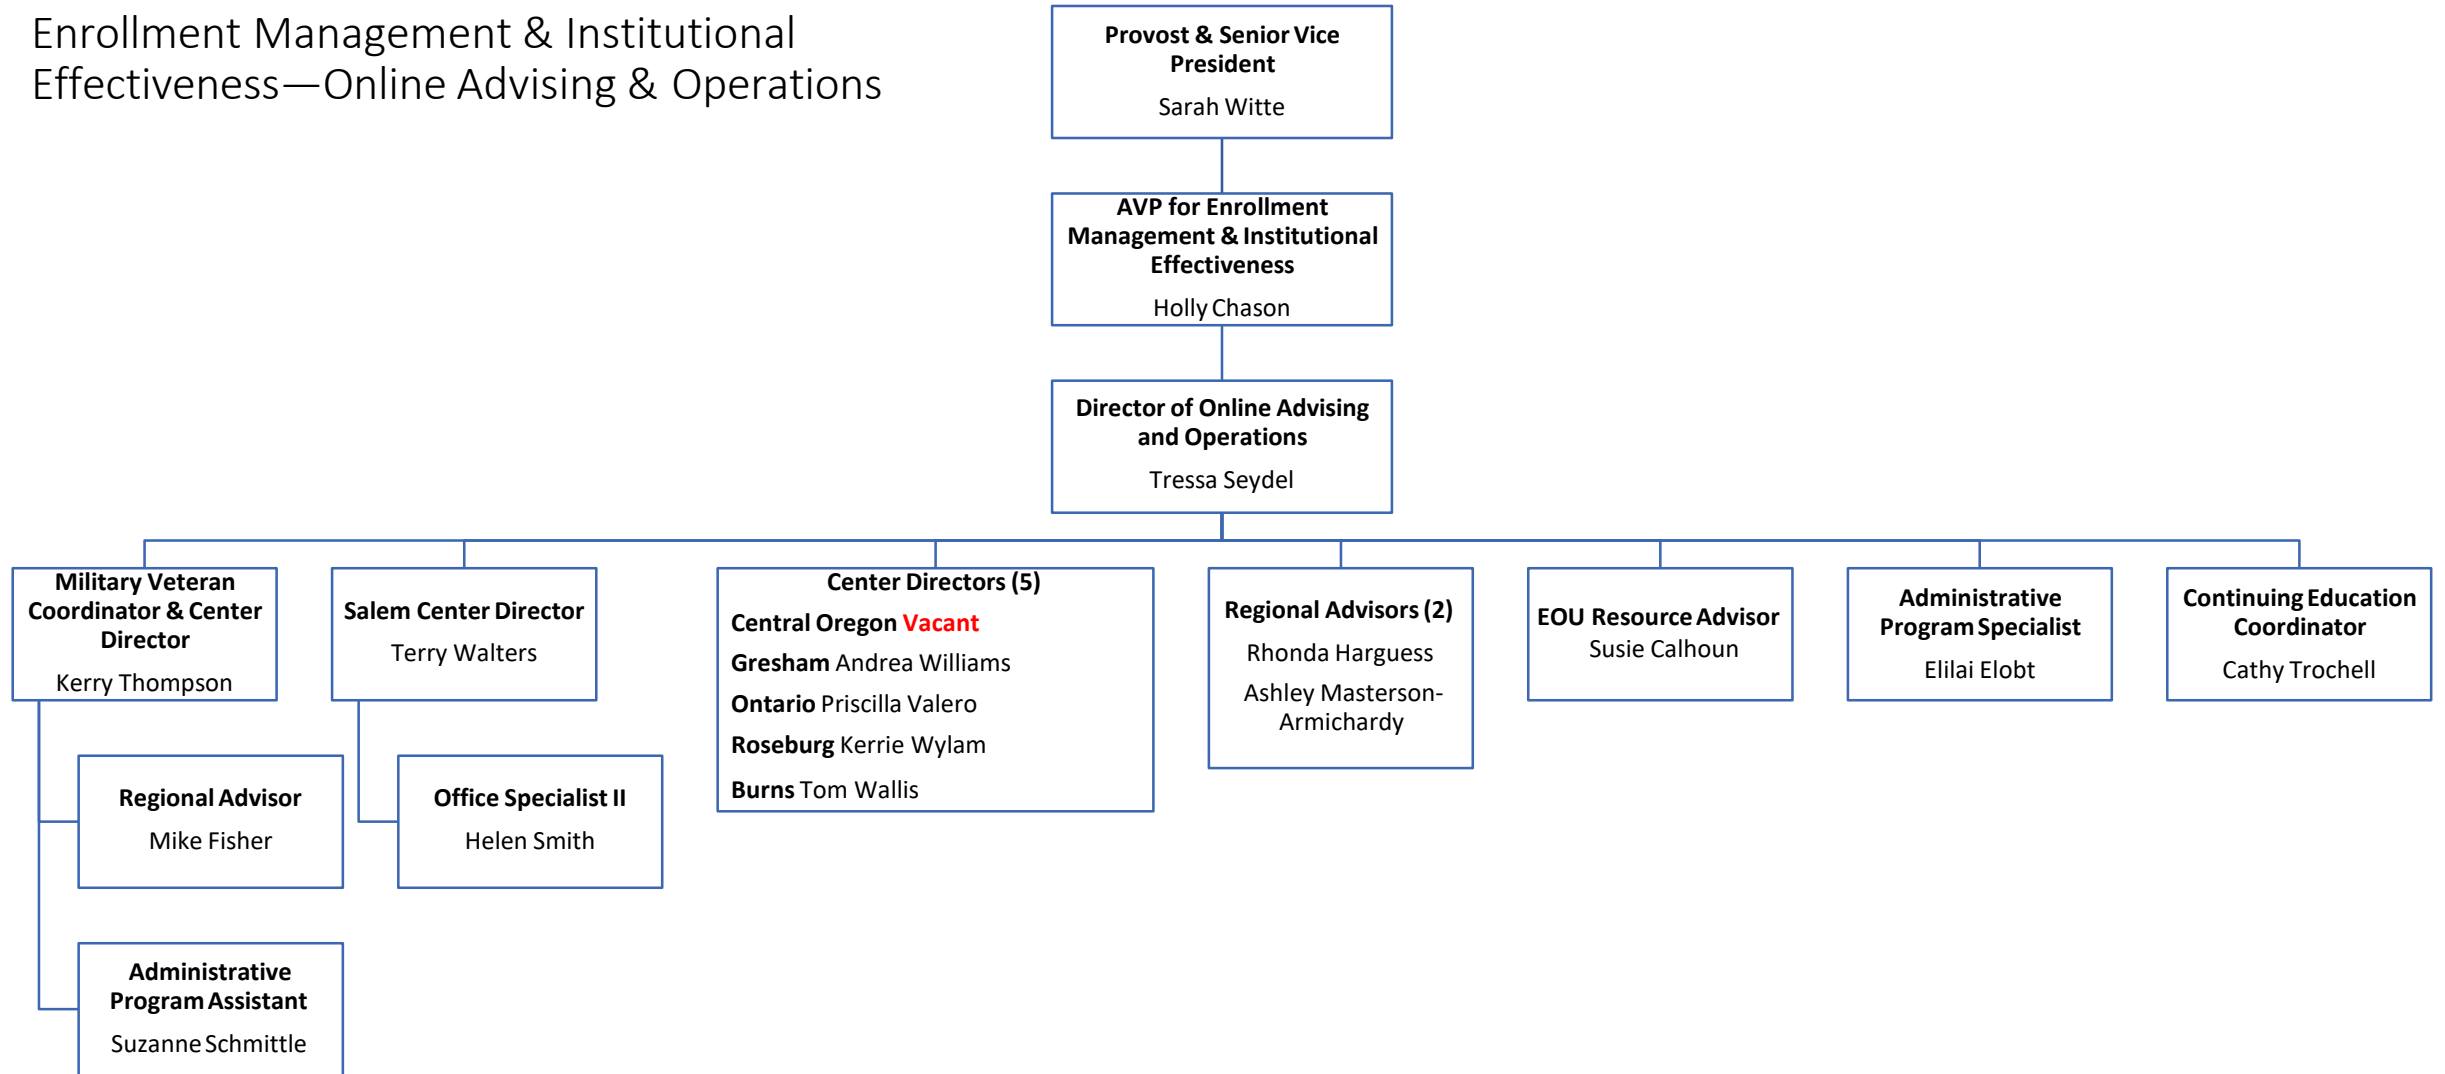 Enrollment Management & Institutional
Effectiveness—Online Advising & Operations
Provost & Senior Vice
President
Sarah Witte
AVP for Enrollment
Management & Institutional
Effectiveness
Holly Chason
Director of Online Advising
and Operations
Tressa Seydel
Military Veteran
Coordinator & Center
Director
Kerry Thompson
Salem Center Director
Terry Walters
Center Directors (5)
Central Oregon Vacant
Gresham Andrea Williams
Ontario Priscilla Valero
Roseburg Kerrie Wylam
Burns Tom Wallis
Regional Advisors (2)
Rhonda Harguess
Ashley Masterson-
Armichardy
EOU Resource Advisor
Susie Calhoun
Administrative
Program Specialist
Elilai Elobt
Continuing Education
Coordinator
Cathy Trochell
Regional Advisor
Mike Fisher
Office Specialist II
Helen Smith
Administrative
Program Assistant
Suzanne Schmittle